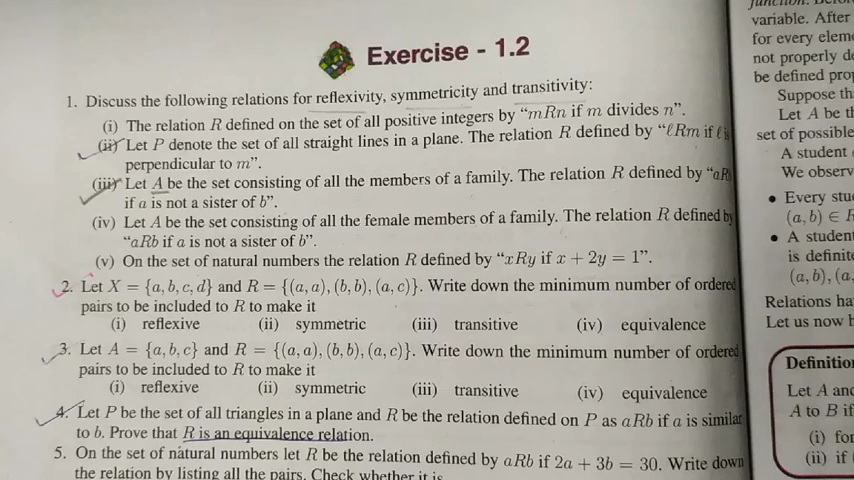 Exercise - 1.2
1. Discuss the following relations for reflexivity, symmetricity and transitivity:
(i) The relation R defined on the set of all positive integers by “mRn if m divides n”.
(ii) Let P denote the set of all straight lines in a plane. The relation R defined by “ℓRm if ℓ is
perpendicular to m”.
(iii) Let A be the set consisting of all the members of a family. The relation R defined by “aR
if a is not a sister of b”.
(iv) Let A be the set consisting of all the female members of a family. The relation R defined by
“aRb if a is not a sister of b”.
(v) On the set of natural numbers the relation R defined by “xRy if x + 2y = 1”.
2. Let X = {a, b, c, d} and R = {(a, a), (b, b), (a, c)}. Write down the minimum number of ordered
pairs to be included to R to make it
(i) reflexive (ii) symmetric (iii) transitive (iv) equivalence
3. Let A = {a, b, c} and R = {(a, a), (b, b), (a, c)}. Write down the minimum number of ordered
pairs to be included to R to make it
(i) reflexive (ii) symmetric (iii) transitive (iv) equivalence
4. Let P be the set of all triangles in a plane and R be the relation defined on P as aRb if a is similar
to b. Prove that R is an equivalence relation.
5. On the set of natural numbers let R be the relation defined by aRb if 2a + 3b = 30. Write down
the relation by listing all the pairs. Check whether it is
variable. After
for every
not properly
be defined
Suppose
Let A be
set of possible
A student
We
• Every
(a, b) ∈
• A student
is
(a, b), (a,
Relations
Let us now
Definition
Let A
A to B if
(i) for
(ii) if